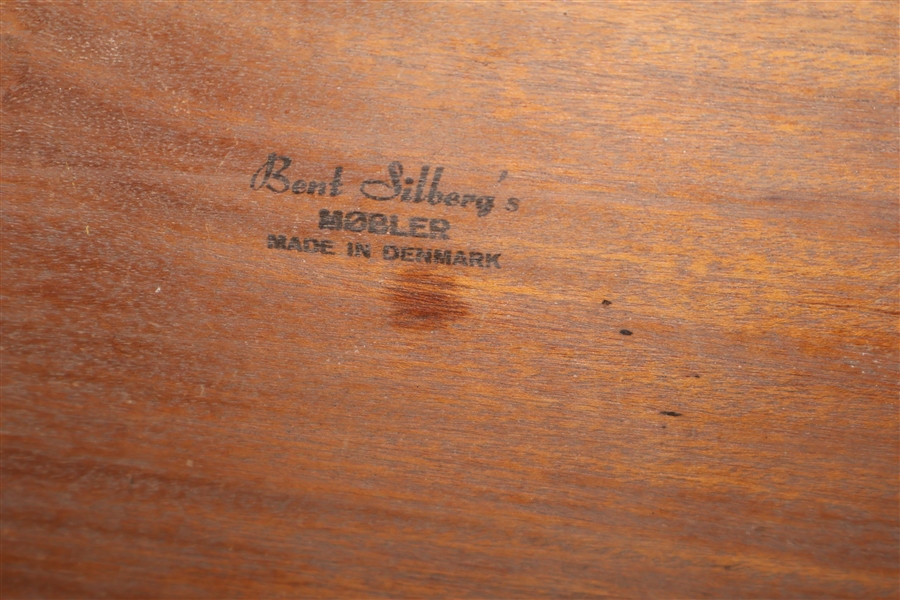 Bent Silberg's
MØBLER
MADE IN DENMARK